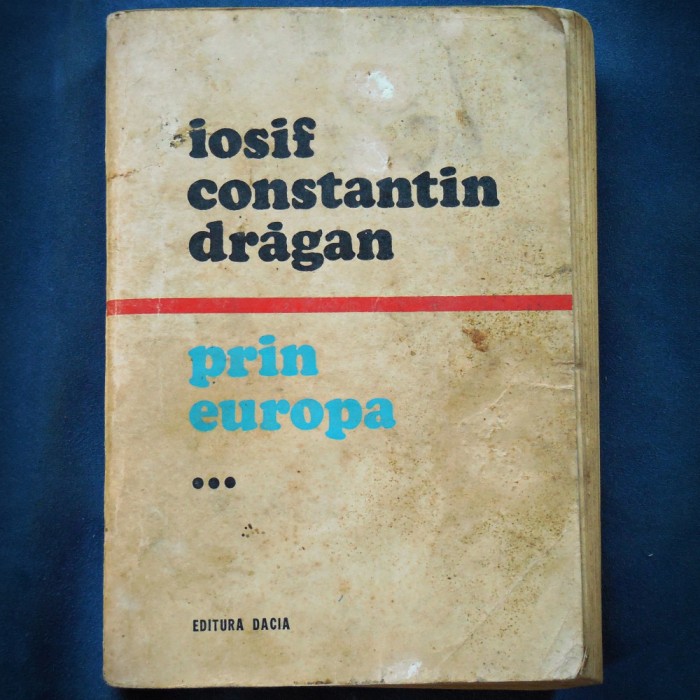 iosif
constantin
drăgan
prin
europa
•••
EDITURA DACIA